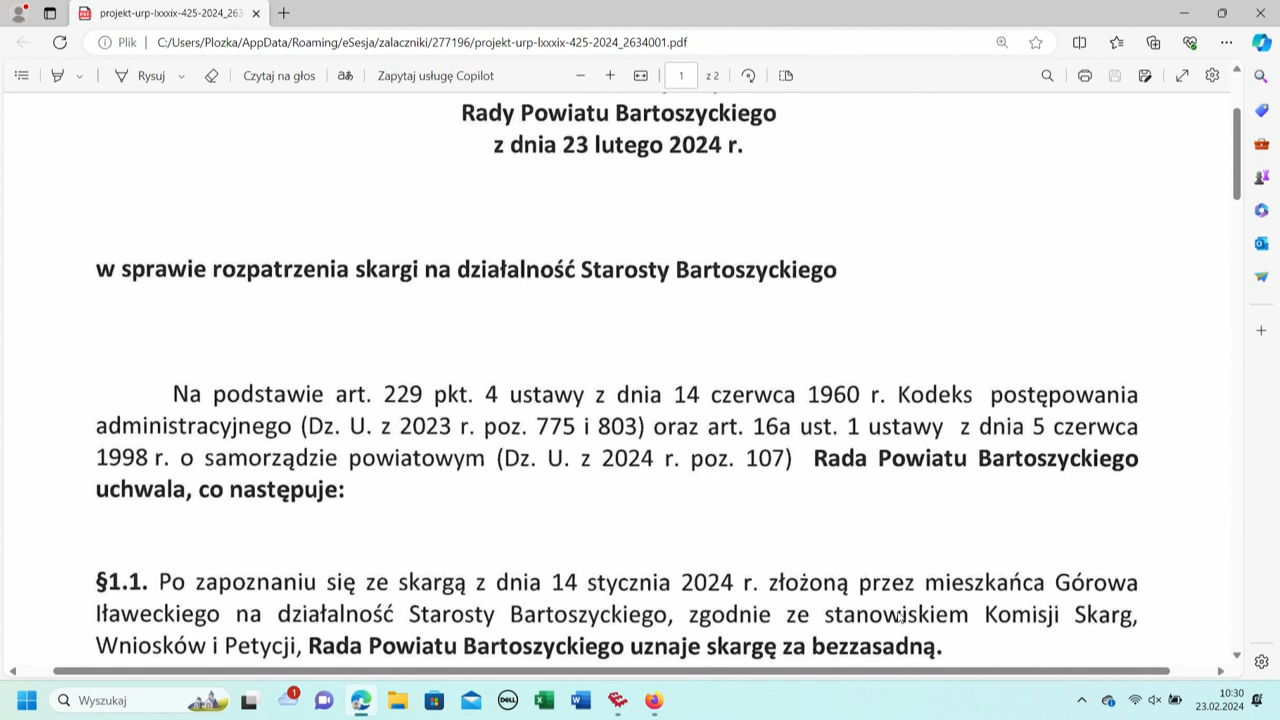 projekt-urp-lxxxix-425-2024_263
Plik
C:/Users/Plozka/AppData/Roaming/eSesja/zalaczniki/277196/projekt-urp-lxxxix-425-2024_2634001.pdf
Rysuj
Czytaj na głos
aあ
Zapytaj usługę Copilot
1
z 2
Rady Powiatu Bartoszyckiego
z dnia 23 lutego 2024 r.
w sprawie rozpatrzenia skargi na działalność Starosty Bartoszyckiego
Na podstawie art. 229 pkt. 4 ustawy z dnia 14 czerwca 1960 r. Kodeks postępowania
administracyjnego (Dz. U. z 2023 r. poz. 775 i 803) oraz art. 16a ust. 1 ustawy z dnia 5 czerwca
1998 r. o samorządzie powiatowym (Dz. U. z 2024 r. poz. 107) Rada Powiatu Bartoszyckiego
uchwala, co następuje:
§1.1. Po zapoznaniu się ze skargą z dnia 14 stycznia 2024 r. złożoną przez mieszkańca Górowa
Iławeckiego na działalność Starosty Bartoszyckiego, zgodnie ze stanowiskiem Komisji Skarg,
Wniosków i Petycji, Rada Powiatu Bartoszyckiego uznaje skargę za bezzasadną.
Wyszukaj
1
DELL
10:30
23.02.2024